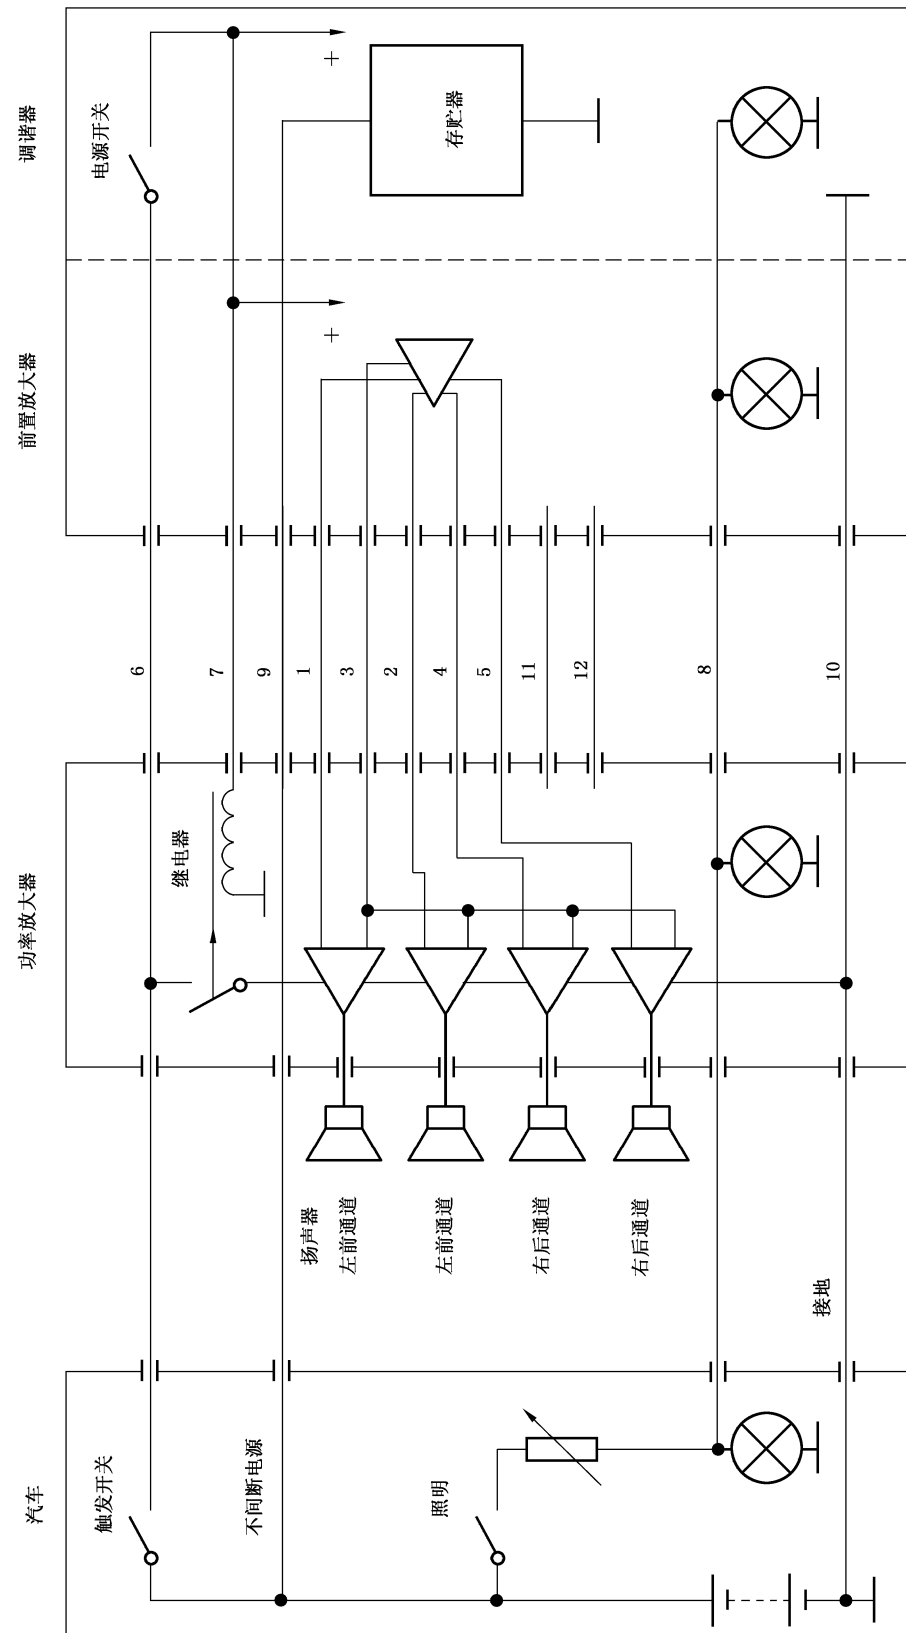 调谐器
电源开关
+
存贮器
前置放大器
+
6
7
9
1
3
2
4
5
11
12
8
10
功率放大器
继电器
扬声器
左前通道
左前通道
右后通道
右后通道
接地
汽车
触发开关
不间断电源
照明